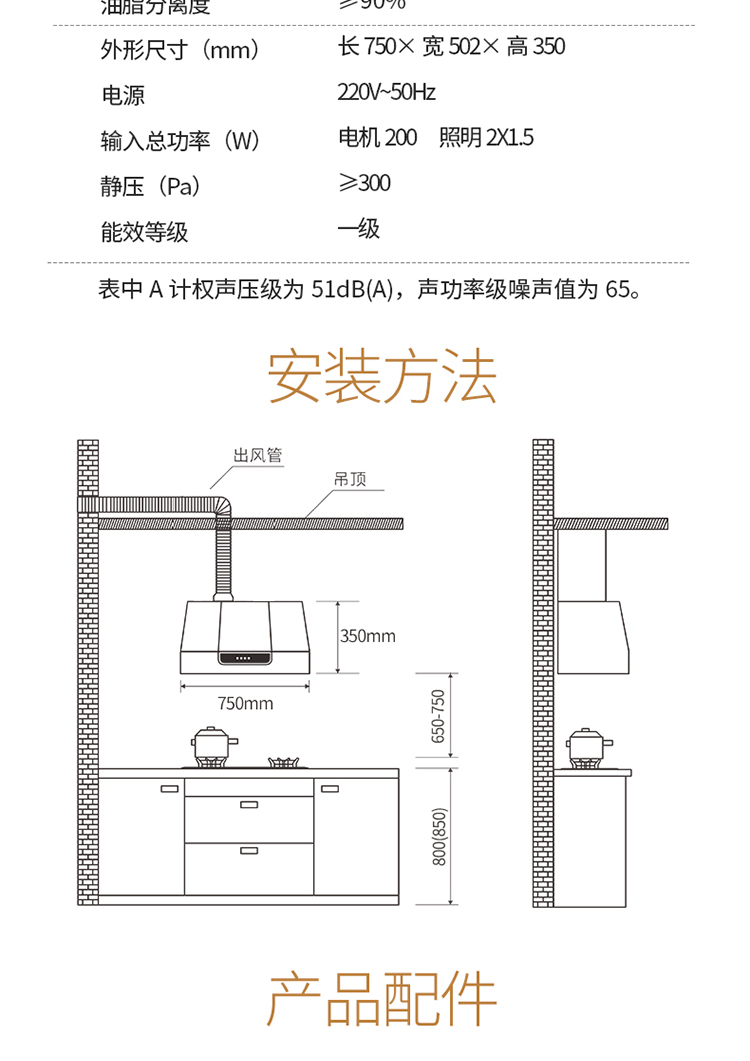 油脂分离度 ≥90%
外形尺寸（mm） 长 750× 宽 502× 高 350
电源 220V~50Hz
输入总功率（W） 电机 200 照明 2X1.5
静压（Pa） ≥300
能效等级 一级
表中 A 计权声压级为 51dB(A)，声功率级噪声值为 65。
安装方法
出风管
吊顶
350mm
750mm
650-750
800(850)
产品配件